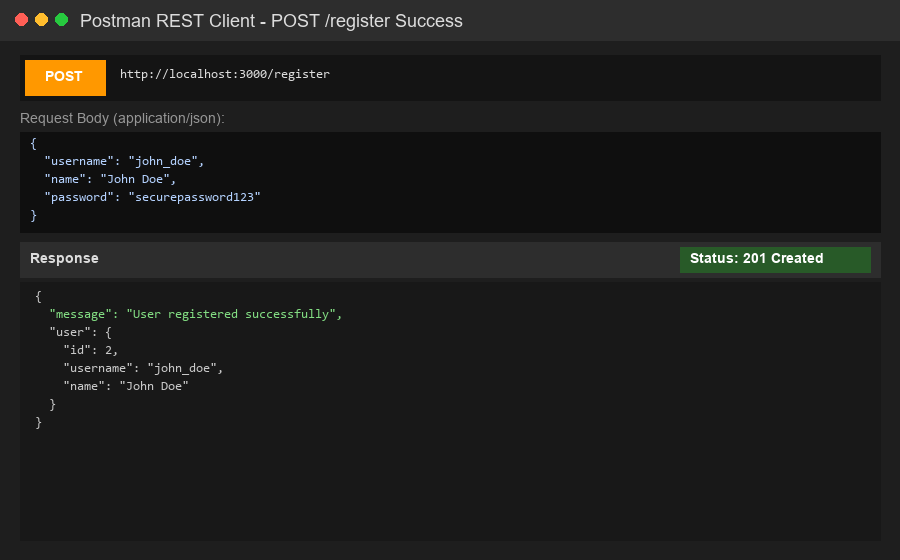 Postman REST Client - POST /register Success
POST http://localhost:3000/register
Request Body (application/json):
{
  "username": "john_doe",
  "name": "John Doe",
  "password": "securepassword123"
}
Response Status: 201 Created
{
  "message": "User registered successfully",
  "user": {
    "id": 2,
    "username": "john_doe",
    "name": "John Doe"
  }
}